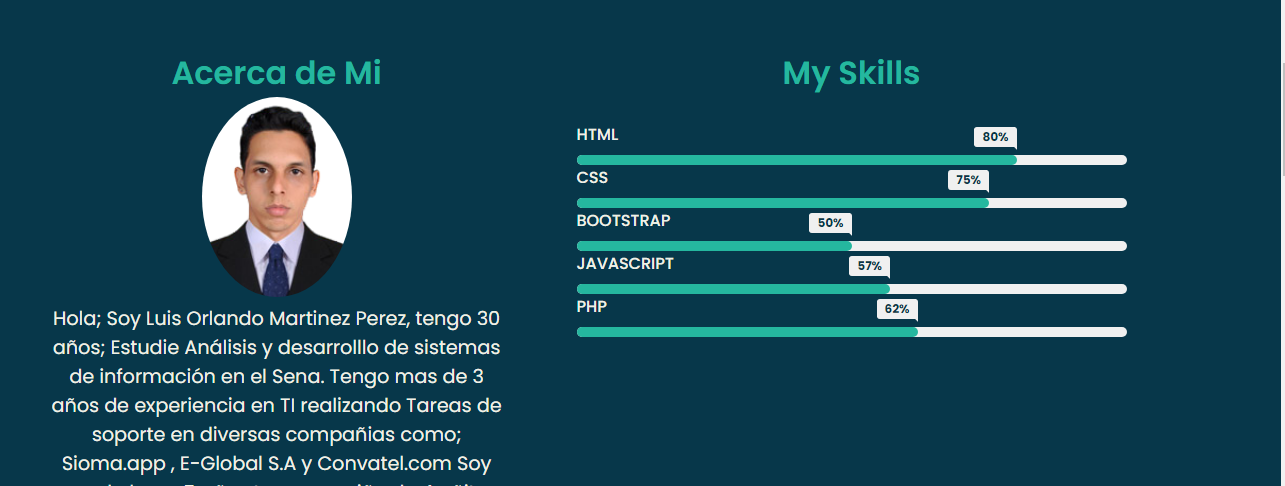 Acerca de Mi
Hola; Soy Luis Orlando Martinez Perez, tengo 30
años; Estudie Análisis y desarrolllo de sistemas
de información en el Sena. Tengo mas de 3
años de experiencia en TI realizando Tareas de
soporte en diversas compañias como;
Sioma.app , E-Global S.A y Convatel.com Soy
My Skills
HTML
80%
CSS
75%
BOOTSTRAP
50%
JAVASCRIPT
57%
PHP
62%